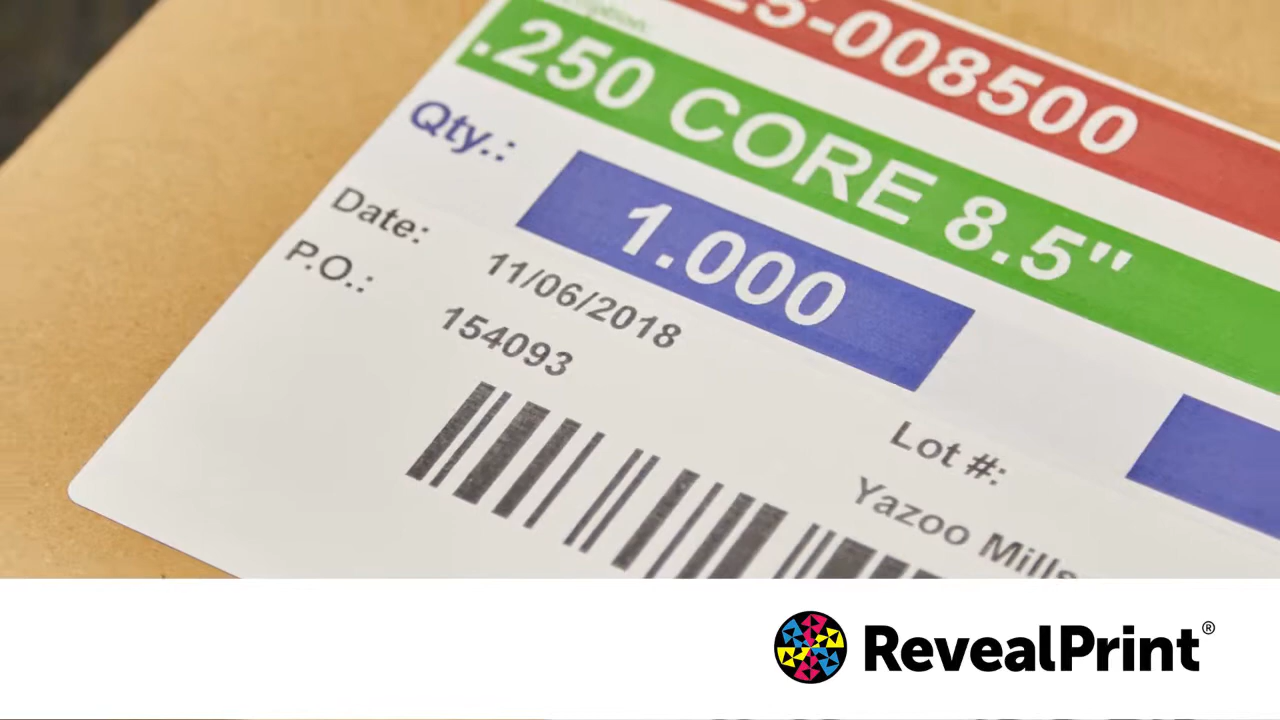 25-008500
.250 CORE 8.5"
Qty.: 1.000
Date: 11/06/2018
P.O.: 154093
Lot #:
Yazoo Mills
RevealPrint®